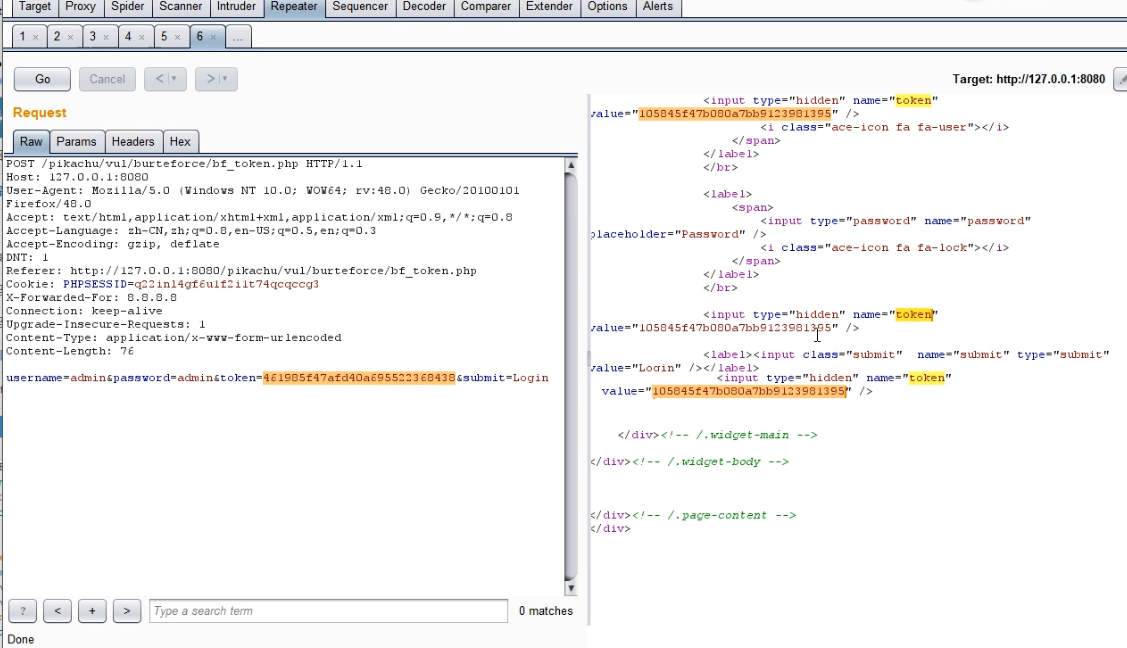 Target Proxy Spider Scanner Intruder Repeater Sequencer Decoder Comparer Extender Options Alerts
1 × 2 × 3 × 4 × 5 × 6 × ...
Go Cancel < > Target: http://127.0.0.1:8080
Request
Raw Params Headers Hex
POST /pikachu/vul/burteforce/bf_token.php HTTP/1.1
Host: 127.0.0.1:8080
User-Agent: Mozilla/5.0 (Windows NT 10.0; WOW64; rv:48.0) Gecko/20100101
Firefox/48.0
Accept: text/html,application/xhtml+xml,application/xml;q=0.9,*/*;q=0.8
Accept-Language: zh-CN,zh;q=0.8,en-US;q=0.5,en;q=0.3
Accept-Encoding: gzip, deflate
DNT: 1
Referer: http://127.0.0.1:8080/pikachu/vul/burteforce/bf_token.php
Cookie: PHPSESSID=q22in14gf6u1f2i1t74qcqccg3
X-Forwarded-For: 8.8.8.8
Connection: keep-alive
Upgrade-Insecure-Requests: 1
Content-Type: application/x-www-form-urlencoded
Content-Length: 76
username=admin&password=admin&token=461985f47afd40a695522368438&submit=Login
? < + > Type a search term 0 matches
Done
<input type="hidden" name="token"
value="105845f47b080a7bb9123981395" />
<i class="ace-icon fa fa-user"></i>
</span>
</label>
</br>
<label>
<span>
<input type="password" name="password"
placeholder="Password" />
<i class="ace-icon fa fa-lock"></i>
</span>
</label>
</br>
<input type="hidden" name="token"
value="105845f47b080a7bb9123981395" />
<label><input class="submit" name="submit" type="submit"
value="Login" /></label>
<input type="hidden" name="token"
value="105845f47b080a7bb9123981395" />
</div><!-- /.widget-main -->
</div><!-- /.widget-body -->
</div><!-- /.page-content -->
</div>